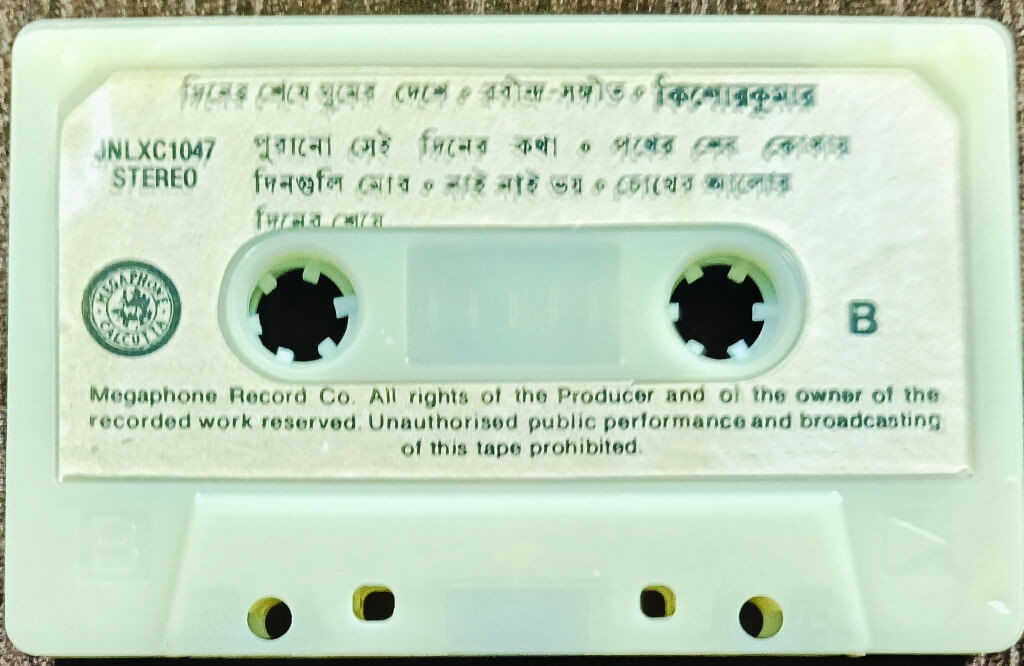 দিনের শেষে ঘুমের দেশে • রবীন্দ্র-সঙ্গীত • কিশোরকুমার
JNLXC1047
STEREO
পুরানো সেই দিনের কথা • পথের শেষ কোথায়
দিনগুলি মোর • নাই নাই ভয় • চোখের আলোয়
দিনের শেষে
MEGAPHONE
CALCUTTA
B
Megaphone Record Co. All rights of the Producer and of the owner of the
recorded work reserved. Unauthorised public performance and broadcasting
of this tape prohibited.
B